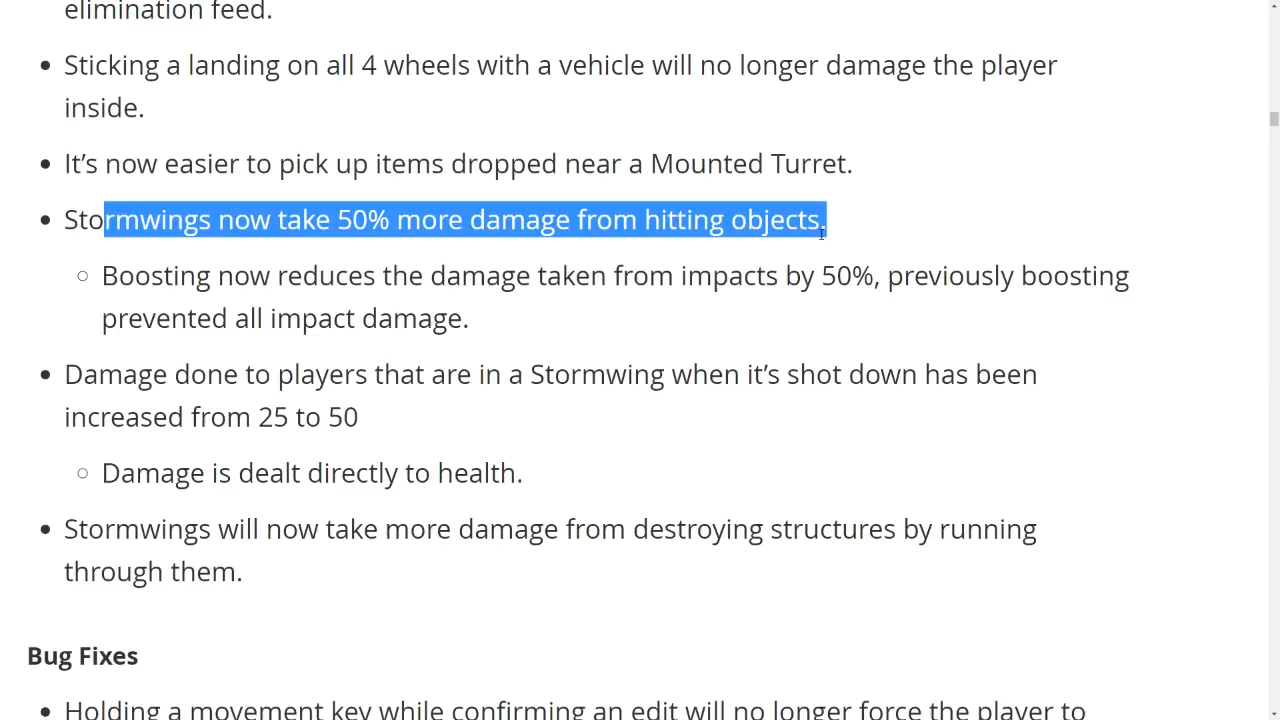 elimination feed.
Sticking a landing on all 4 wheels with a vehicle will no longer damage the player
inside.
It’s now easier to pick up items dropped near a Mounted Turret.
Stormwings now take 50% more damage from hitting objects.
Boosting now reduces the damage taken from impacts by 50%, previously boosting
prevented all impact damage.
Damage done to players that are in a Stormwing when it’s shot down has been
increased from 25 to 50
Damage is dealt directly to health.
Stormwings will now take more damage from destroying structures by running
through them.
Bug Fixes
Holding a movement key while confirming an edit will no longer force the player to